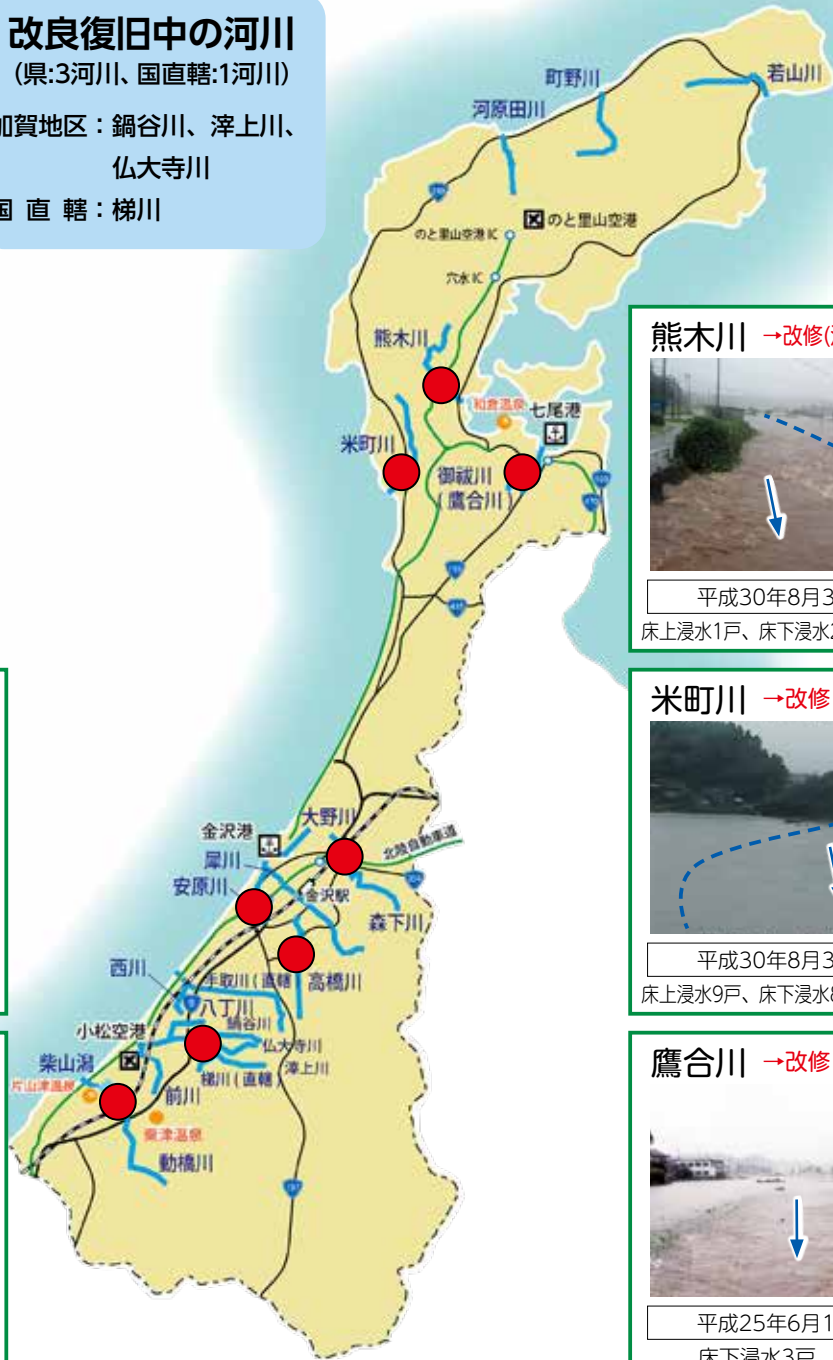 改良復旧中の河川
(県:3河川、国直轄:1河川)
加賀地区：鍋谷川、滓上川、
仏大寺川
国 直 轄：梯川
若山川
町野川
河原田川
のと里山空港
のと里山空港IC
穴水IC
熊木川
和倉温泉
七尾港
米町川
御祓川
(鷹合川)
大野川
金沢港
犀川
北陸自動車道
安原川
金沢駅
森下川
西川
手取川(直轄
高橋川
八丁川
鍋谷川
小松空港
仏大寺川
滓上川
柴山潟
梯川(直轄)
片山津温泉
前川
粟津温泉
動橋川
熊木川 →改修(
平成30年8月3
床上浸水1戸、床下浸水2
米町川 →改修
平成30年8月3
床上浸水9戸、床下浸水8
鷹合川 →改修
平成25年6月1
床下浸水3戸